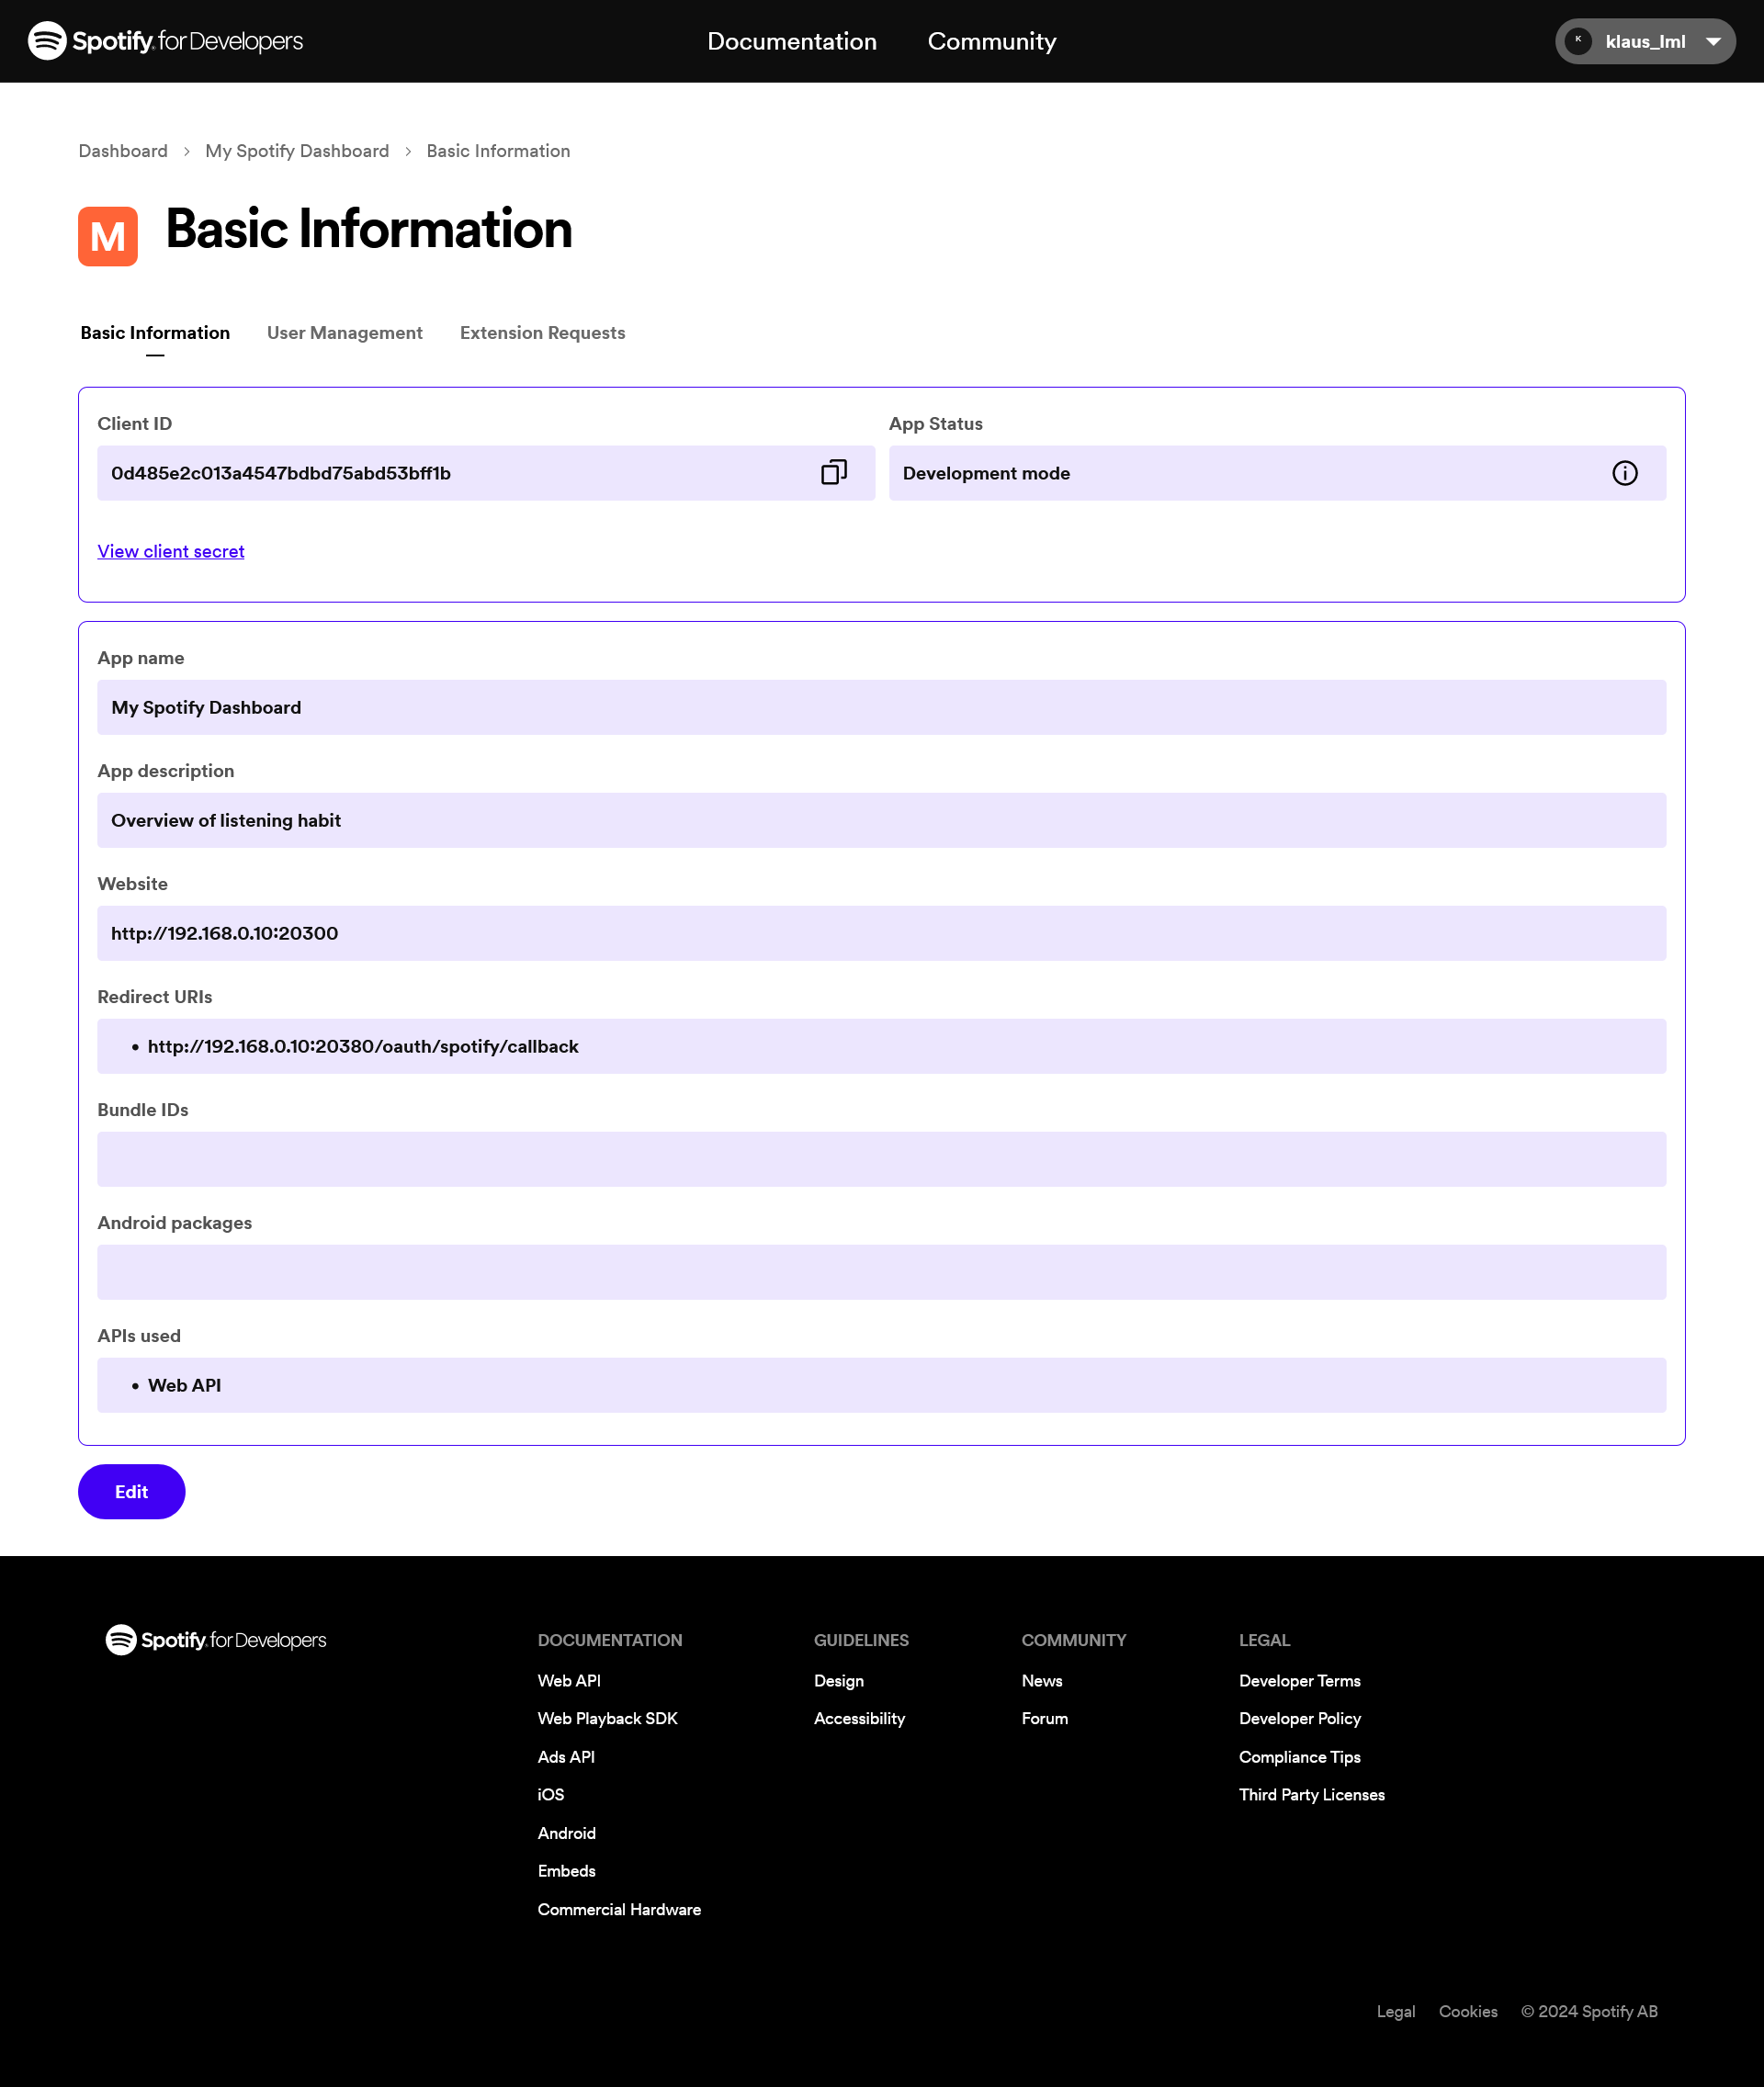 Spotify for Developers
Documentation
Community
K
klaus_lml
Dashboard > My Spotify Dashboard > Basic Information
M
Basic Information
Basic Information
User Management
Extension Requests
Client ID
0d485e2c013a4547bdbd75abd53bff1b
App Status
Development mode
View client secret
App name
My Spotify Dashboard
App description
Overview of listening habit
Website
http://192.168.0.10:20300
Redirect URIs
• http://192.168.0.10:20380/oauth/spotify/callback
Bundle IDs
Android packages
APIs used
• Web API
Edit
Spotify for Developers
DOCUMENTATION
Web API
Web Playback SDK
Ads API
iOS
Android
Embeds
Commercial Hardware
GUIDELINES
Design
Accessibility
COMMUNITY
News
Forum
LEGAL
Developer Terms
Developer Policy
Compliance Tips
Third Party Licenses
Legal
Cookies
© 2024 Spotify AB